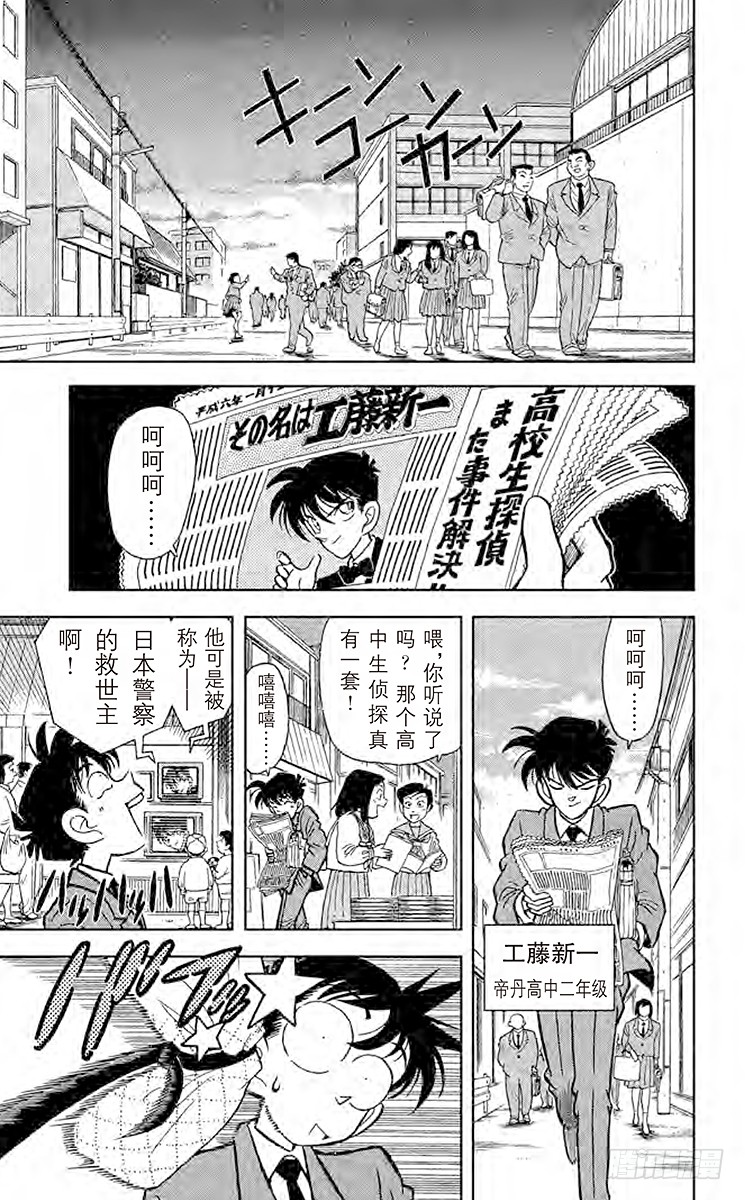 キーン
コーン
カーン
高校生探偵
また事件解決!!
平成六年一月
その名は工藤新一
呵呵呵……
呵呵呵…
工藤新一
帝丹高中二年级
喂，你听说了
吗？那个高
中生侦探真
有一套！
嘻嘻嘻…
他可是被
称为——
日本警察
的救世主
啊！